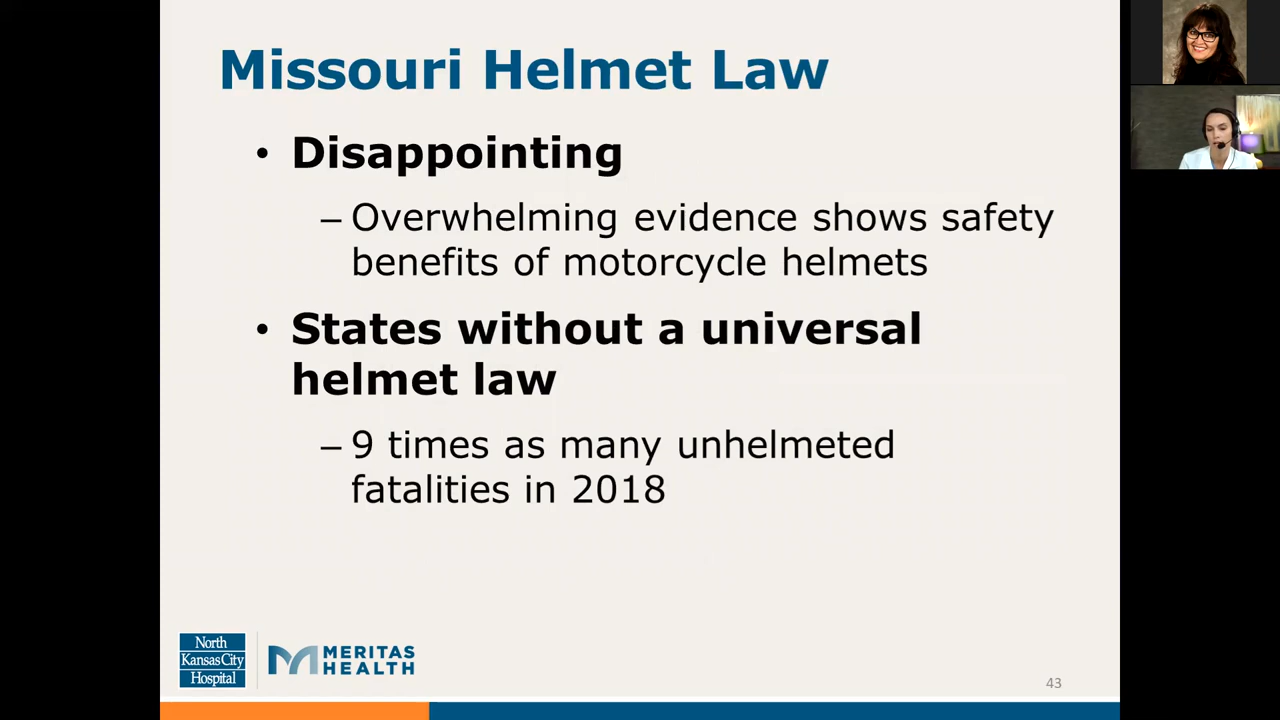 Missouri Helmet Law
• Disappointing
– Overwhelming evidence shows safety
benefits of motorcycle helmets
• States without a universal
helmet law
– 9 times as many unhelmeted
fatalities in 2018
North
Kansas City
Hospital
MERITAS
HEALTH
43